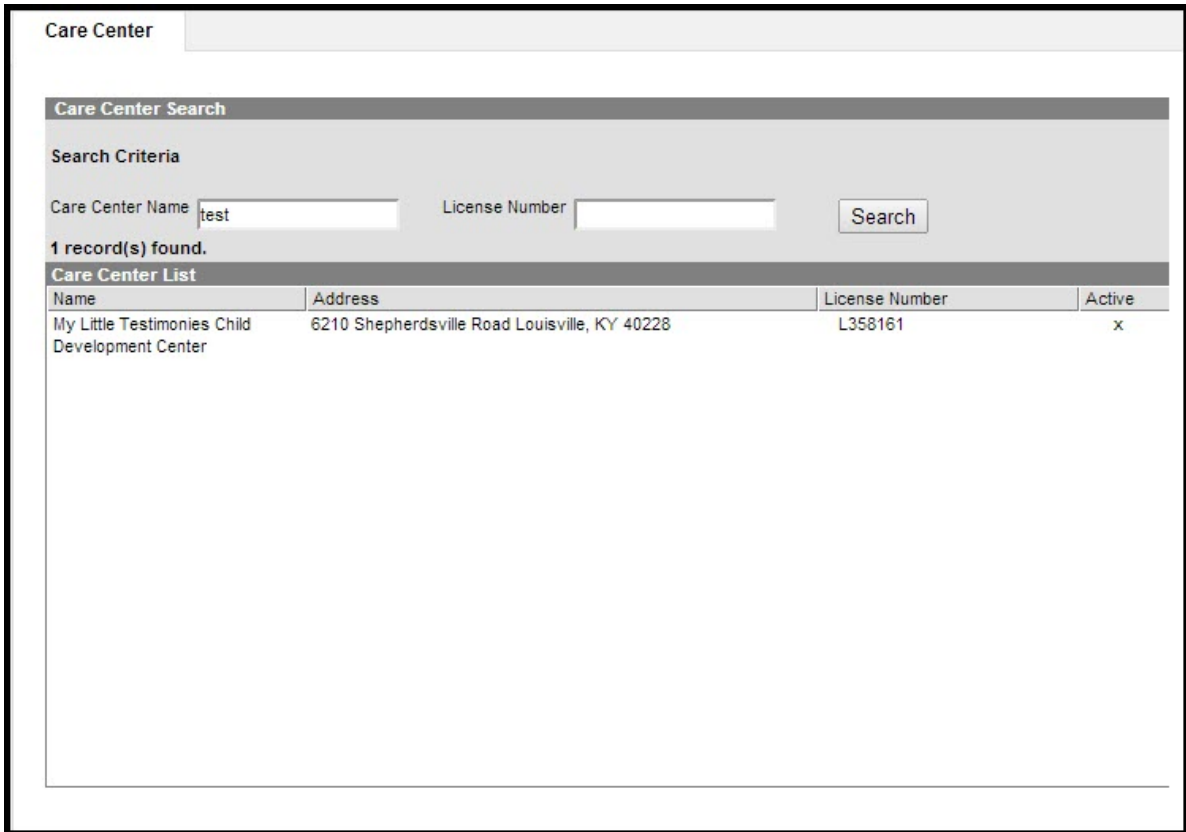 Care Center
Care Center Search
Search Criteria
Care Center Name test License Number Search
1 record(s) found.
Care Center List
Name Address License Number Active
My Little Testimonies Child 6210 Shepherdsville Road Louisville, KY 40228 L358161 x
Development Center